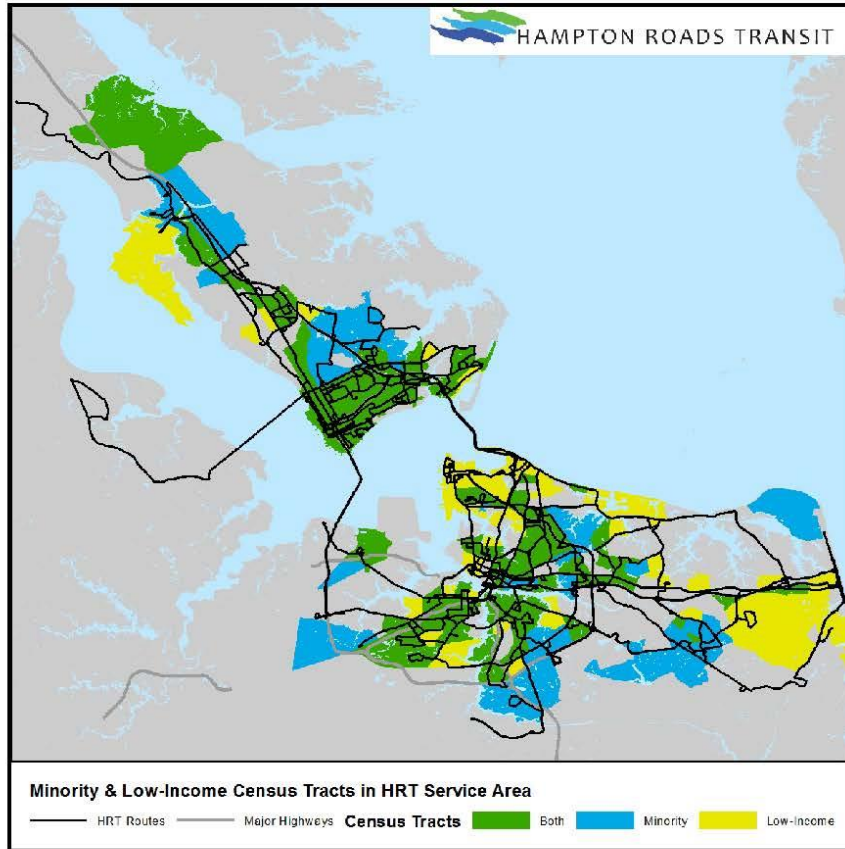 HAMPTON ROADS TRANSIT
Minority & Low-Income Census Tracts in HRT Service Area
HRT Routes Major Highways Census Tracts Both Minority Low-Income